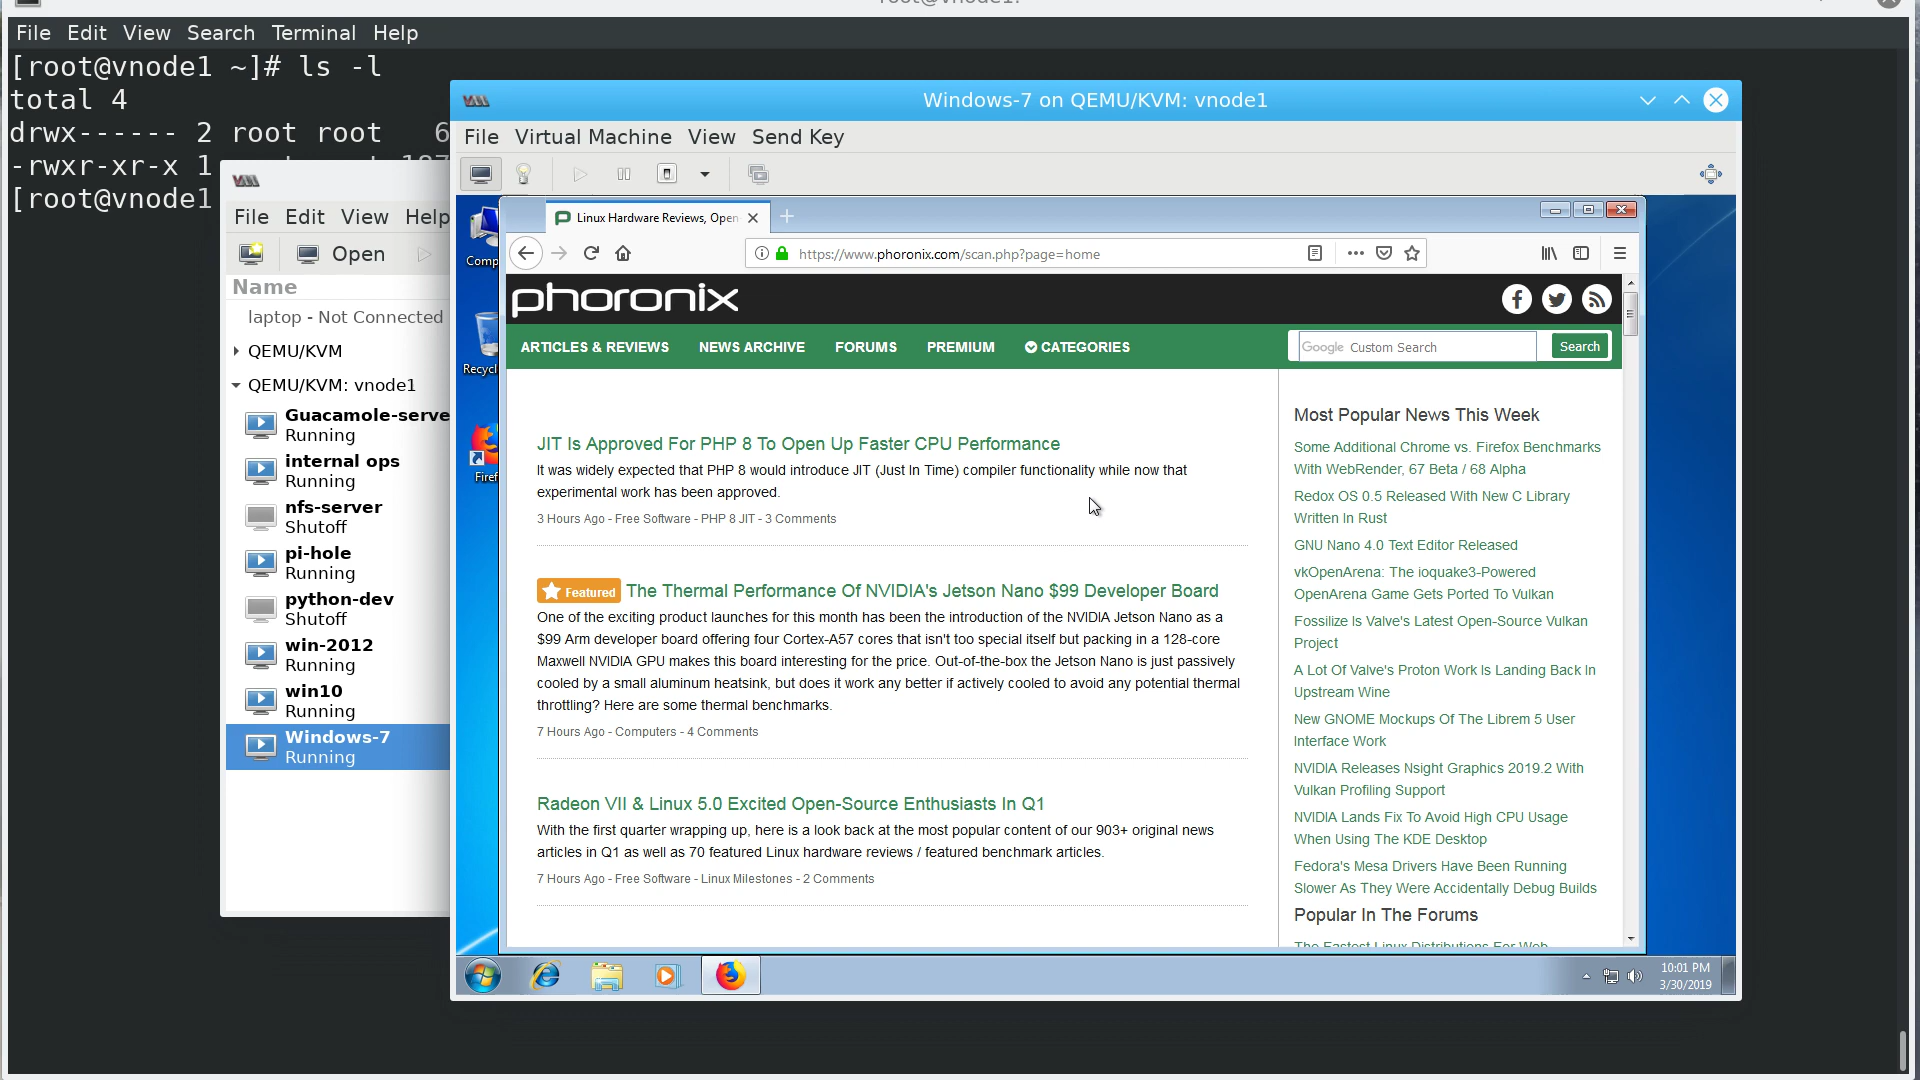 File Edit View Search Terminal Help
[root@vnode1 ~]# ls -l
total 4
drwx------ 2 root root 6
-rwxr-xr-x 1
[root@vnode1
File Edit View Help
Open
Name
laptop - Not Connected
QEMU/KVM
QEMU/KVM: vnode1
Guacamole-serve
Running
internal ops
Running
nfs-server
Shutoff
pi-hole
Running
python-dev
Shutoff
win-2012
Running
win10
Running
Windows-7
Running
Windows-7 on QEMU/KVM: vnode1
File Virtual Machine View Send Key
Comp
Recycl
Firef
Linux Hardware Reviews, Open
https://www.phoronix.com/scan.php?page=home
phoronix
ARTICLES & REVIEWS NEWS ARCHIVE FORUMS PREMIUM CATEGORIES
Google Custom Search Search
JIT Is Approved For PHP 8 To Open Up Faster CPU Performance
It was widely expected that PHP 8 would introduce JIT (Just In Time) compiler functionality while now that
experimental work has been approved.
3 Hours Ago - Free Software - PHP 8 JIT - 3 Comments
Featured The Thermal Performance Of NVIDIA's Jetson Nano $99 Developer Board
One of the exciting product launches for this month has been the introduction of the NVIDIA Jetson Nano as a
$99 Arm developer board offering four Cortex-A57 cores that isn't too special itself but packing in a 128-core
Maxwell NVIDIA GPU makes this board interesting for the price. Out-of-the-box the Jetson Nano is just passively
cooled by a small aluminum heatsink, but does it work any better if actively cooled to avoid any potential thermal
throttling? Here are some thermal benchmarks.
7 Hours Ago - Computers - 4 Comments
Radeon VII & Linux 5.0 Excited Open-Source Enthusiasts In Q1
With the first quarter wrapping up, here is a look back at the most popular content of our 903+ original news
articles in Q1 as well as 70 featured Linux hardware reviews / featured benchmark articles.
7 Hours Ago - Free Software - Linux Milestones - 2 Comments
Most Popular News This Week
Some Additional Chrome vs. Firefox Benchmarks
With WebRender, 67 Beta / 68 Alpha
Redox OS 0.5 Released With New C Library
Written In Rust
GNU Nano 4.0 Text Editor Released
vkOpenArena: The ioquake3-Powered
OpenArena Game Gets Ported To Vulkan
Fossilize Is Valve's Latest Open-Source Vulkan
Project
A Lot Of Valve's Proton Work Is Landing Back In
Upstream Wine
New GNOME Mockups Of The Librem 5 User
Interface Work
NVIDIA Releases Nsight Graphics 2019.2 With
Vulkan Profiling Support
NVIDIA Lands Fix To Avoid High CPU Usage
When Using The KDE Desktop
Fedora's Mesa Drivers Have Been Running
Slower As They Were Accidentally Debug Builds
Popular In The Forums
The Fastest Linux Distributions For Web
10:01 PM
3/30/2019